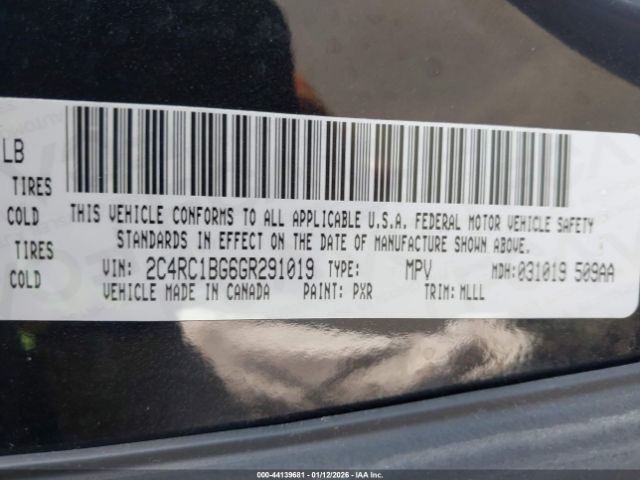 LB
TIRES
COLD THIS VEHICLE CONFORMS TO ALL APPLICABLE U.S.A. FEDERAL MOTOR VEHICLE SAFETY
TIRES STANDARDS IN EFFECT ON THE DATE OF MANUFACTURE SHOWN ABOVE.
COLD VIN: 2C4RC1BG6GR291019 TYPE: MPV MDH:031019 509AA
VEHICLE MADE IN CANADA PAINT: PXR TRIM: MLLL
000-44139681 | 01/12/2026 | IAA Inc.